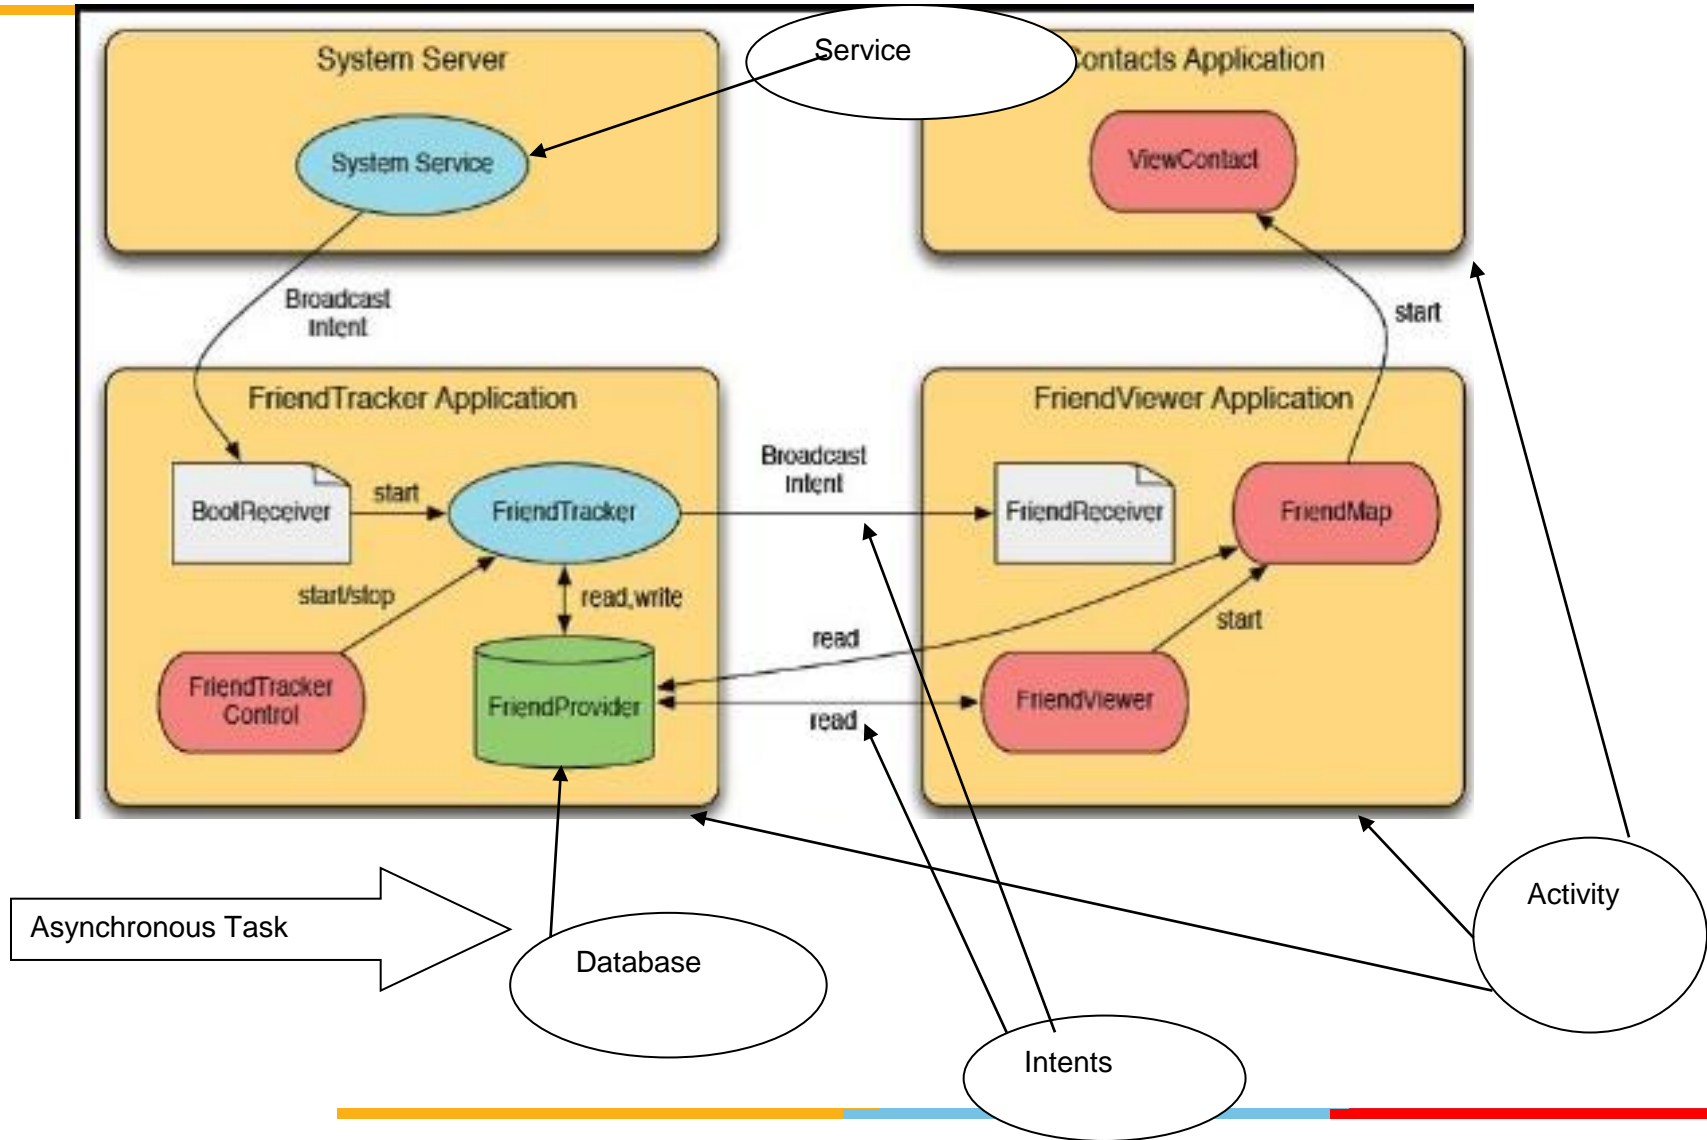 System Server
Service
Contacts Application
System Service
ViewContact
Broadcast
Intent
start
FriendTracker Application
FriendViewer Application
Broadcast
Intent
BootReceiver
start
FriendTracker
FriendReceiver
FriendMap
start/stop
read,write
read
start
FriendTracker
Control
FriendProvider
read
FriendViewer
Activity
Asynchronous Task
Database
Intents